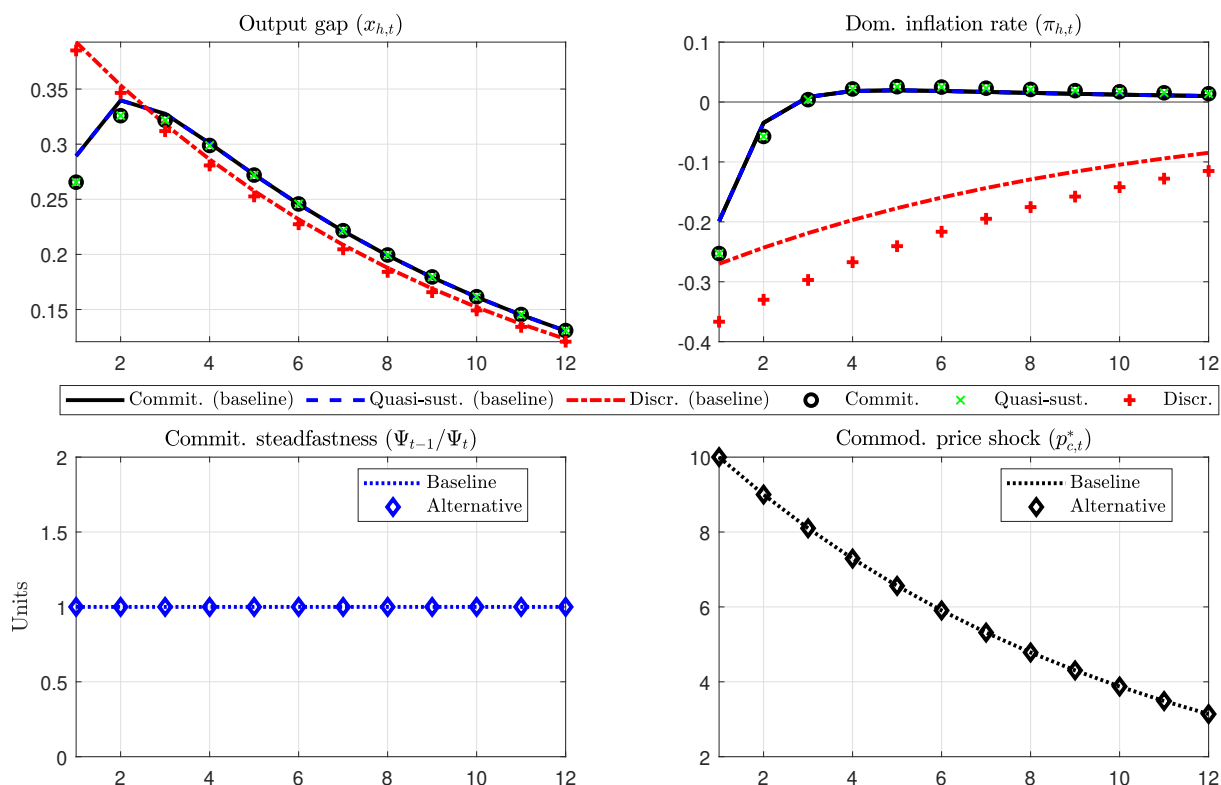 Output gap (x_{h,t})
0.35
0.3
0.25
0.2
0.15
2 4 6 8 10 12
Dom. inflation rate (π_{h,t})
0.1
0
-0.1
-0.2
-0.3
-0.4
2 4 6 8 10 12
Commit. (baseline) Quasi-sust. (baseline) Discr. (baseline) Commit. Quasi-sust. Discr.
Commit. steadfastness (Ψ_{t−1}/Ψ_t)
Baseline
Alternative
Units
2
1.5
1
0.5
0
2 4 6 8 10 12
Commod. price shock (p*_{c,t})
Baseline
Alternative
10
8
6
4
2
2 4 6 8 10 12